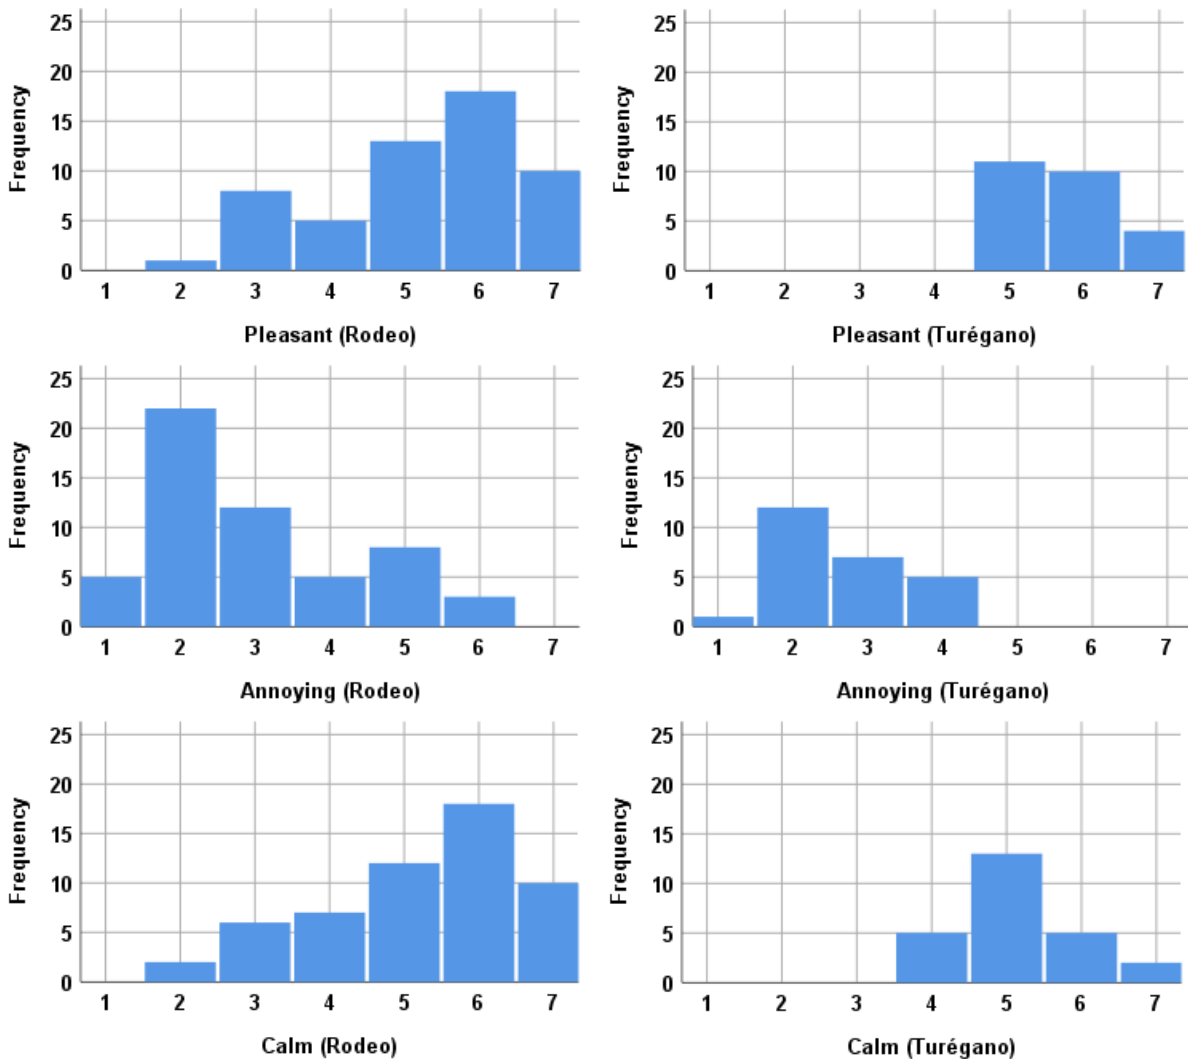 25
20
15
10
5
0
Frequency
1 2 3 4 5 6 7
Pleasant (Rodeo)
25
20
15
10
5
0
Frequency
1 2 3 4 5 6 7
Pleasant (Turégano)
25
20
15
10
5
0
Frequency
1 2 3 4 5 6 7
Annoying (Rodeo)
25
20
15
10
5
0
Frequency
1 2 3 4 5 6 7
Annoying (Turégano)
25
20
15
10
5
0
Frequency
1 2 3 4 5 6 7
Calm (Rodeo)
25
20
15
10
5
0
Frequency
1 2 3 4 5 6 7
Calm (Turégano)